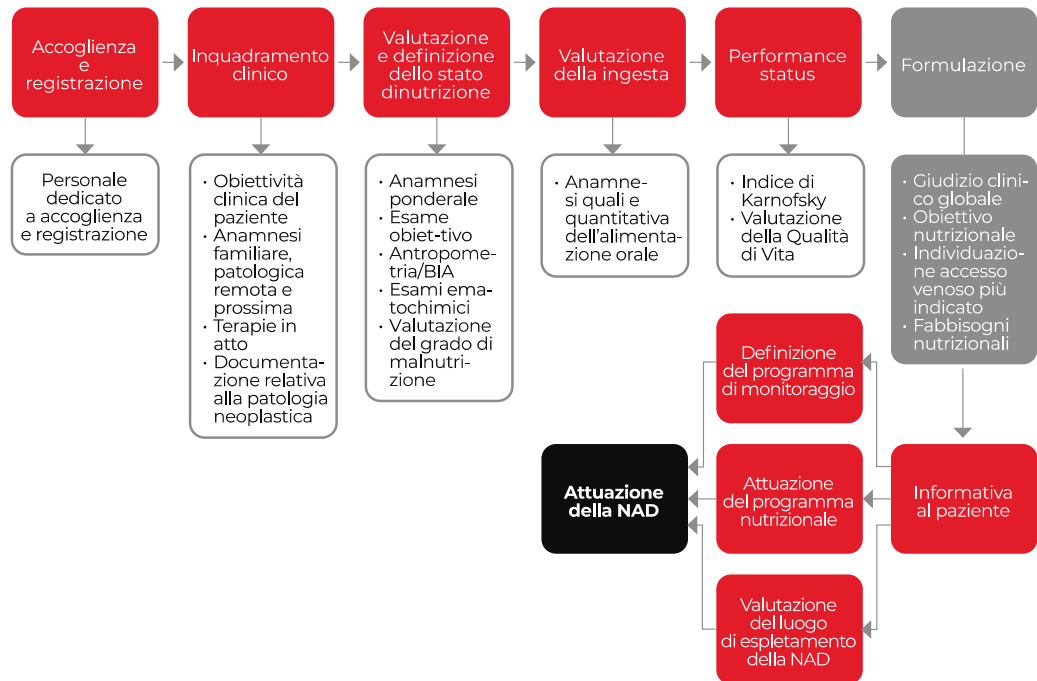 Accoglienza
e
registrazione
Inquadramento
clinico
Valutazione
e definizione
dello stato
dinutrizione
Valutazione
della ingesta
Performance
status
Formulazione
Personale
dedicato
a accoglienza
e registrazione
· Obiettività
clinica del
paziente
· Anamnesi
familiare,
patologica
remota e
prossima
· Terapie in
atto
· Documenta-
zione relativa
alla patologia
neoplastica
· Anamnesi
ponderale
· Esame
obiet-tivo
· Antropome-
tria/BIA
· Esami ema-
tochimici
· Valutazione
del grado di
malnutri-
zione
· Anamne-
si quali e
quantitativa
dell'alimenta-
zione orale
· Indice di
Karnofsky
· Valutazione
della Qualità
di Vita
· Giudizio clini-
co globale
· Obiettivo
nutrizionale
· Individuazio-
ne accesso
venoso più
indicato
· Fabbisogni
nutrizionali
Definizione
del programma
di monitoraggio
Attuazione
della NAD
Attuazione
del programma
nutrizionale
Informativa
al paziente
Valutazione
del luogo
di espletamento
della NAD